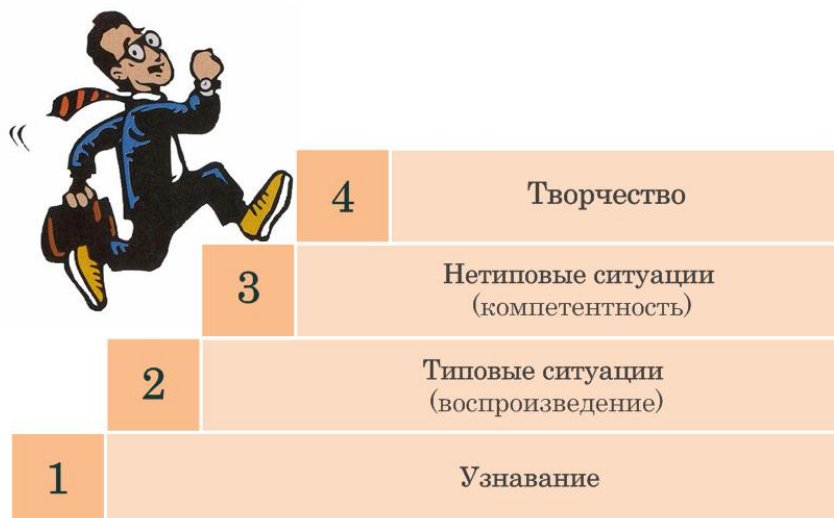 4
Творчество
3
Нетиповые ситуации
(компетентность)
2
Типовые ситуации
(воспроизведение)
1
Узнавание